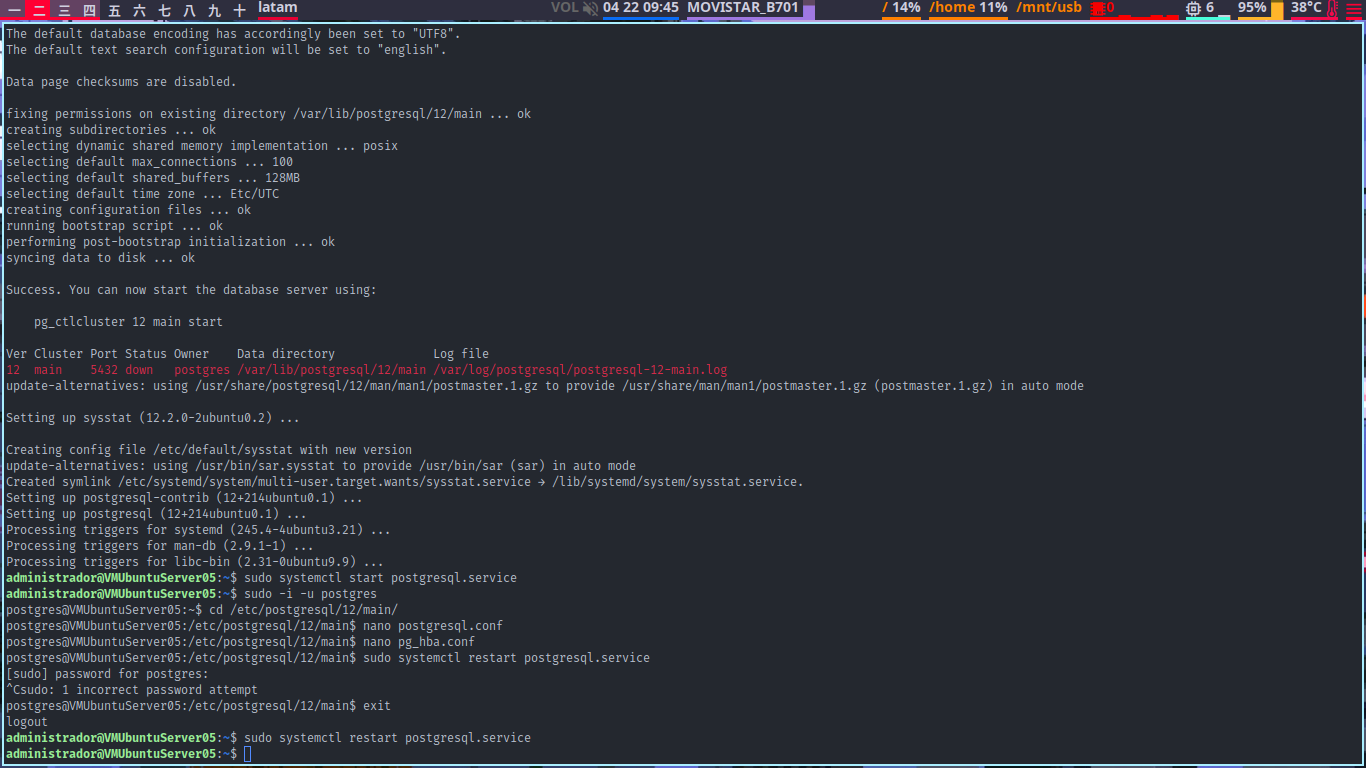 一 二 三 四 五 六 七 八 九 十 latam VOL 04 22 09:45 MOVISTAR_B701 / 14% /home 11% /mnt/usb 0 6 95% 38°C
The default database encoding has accordingly been set to "UTF8".
The default text search configuration will be set to "english".
Data page checksums are disabled.
fixing permissions on existing directory /var/lib/postgresql/12/main ... ok
creating subdirectories ... ok
selecting dynamic shared memory implementation ... posix
selecting default max_connections ... 100
selecting default shared_buffers ... 128MB
selecting default time zone ... Etc/UTC
creating configuration files ... ok
running bootstrap script ... ok
performing post-bootstrap initialization ... ok
syncing data to disk ... ok
Success. You can now start the database server using:
pg_ctlcluster 12 main start
Ver Cluster Port Status Owner    Data directory              Log file
12  main    5432 down   postgres /var/lib/postgresql/12/main /var/log/postgresql/postgresql-12-main.log
update-alternatives: using /usr/share/postgresql/12/man/man1/postmaster.1.gz to provide /usr/share/man/man1/postmaster.1.gz (postmaster.1.gz) in auto mode
Setting up sysstat (12.2.0-2ubuntu0.2) ...
Creating config file /etc/default/sysstat with new version
update-alternatives: using /usr/bin/sar.sysstat to provide /usr/bin/sar (sar) in auto mode
Created symlink /etc/systemd/system/multi-user.target.wants/sysstat.service → /lib/systemd/system/sysstat.service.
Setting up postgresql-contrib (12+214ubuntu0.1) ...
Setting up postgresql (12+214ubuntu0.1) ...
Processing triggers for systemd (245.4-4ubuntu3.21) ...
Processing triggers for man-db (2.9.1-1) ...
Processing triggers for libc-bin (2.31-0ubuntu9.9) ...
administrador@VMUbuntuServer05:~$ sudo systemctl start postgresql.service
administrador@VMUbuntuServer05:~$ sudo -i -u postgres
postgres@VMUbuntuServer05:~$ cd /etc/postgresql/12/main/
postgres@VMUbuntuServer05:/etc/postgresql/12/main$ nano postgresql.conf
postgres@VMUbuntuServer05:/etc/postgresql/12/main$ nano pg_hba.conf
postgres@VMUbuntuServer05:/etc/postgresql/12/main$ sudo systemctl restart postgresql.service
[sudo] password for postgres:
^Csudo: 1 incorrect password attempt
postgres@VMUbuntuServer05:/etc/postgresql/12/main$ exit
logout
administrador@VMUbuntuServer05:~$ sudo systemctl restart postgresql.service
administrador@VMUbuntuServer05:~$